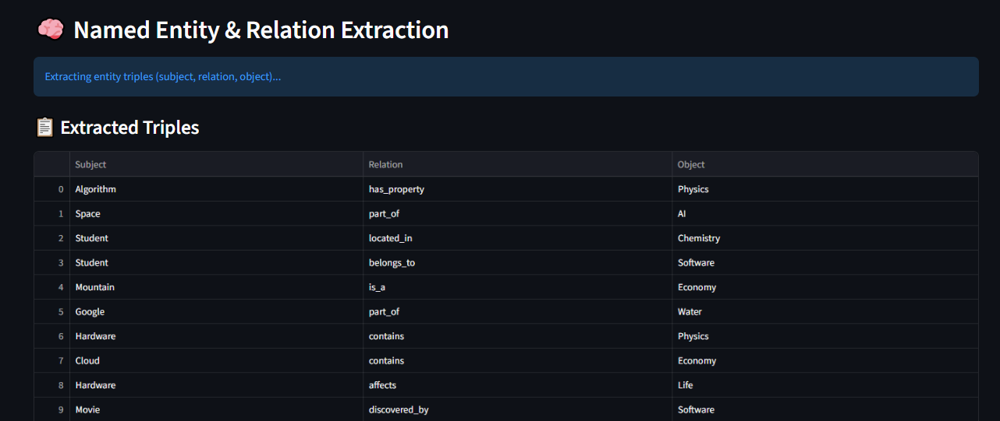 Named Entity & Relation Extraction
Extracting entity triples (subject, relation, object)...
Extracted Triples
Subject Relation Object
0 Algorithm has_property Physics
1 Space part_of AI
2 Student located_in Chemistry
3 Student belongs_to Software
4 Mountain is_a Economy
5 Google part_of Water
6 Hardware contains Physics
7 Cloud contains Economy
8 Hardware affects Life
9 Movie discovered_by Software